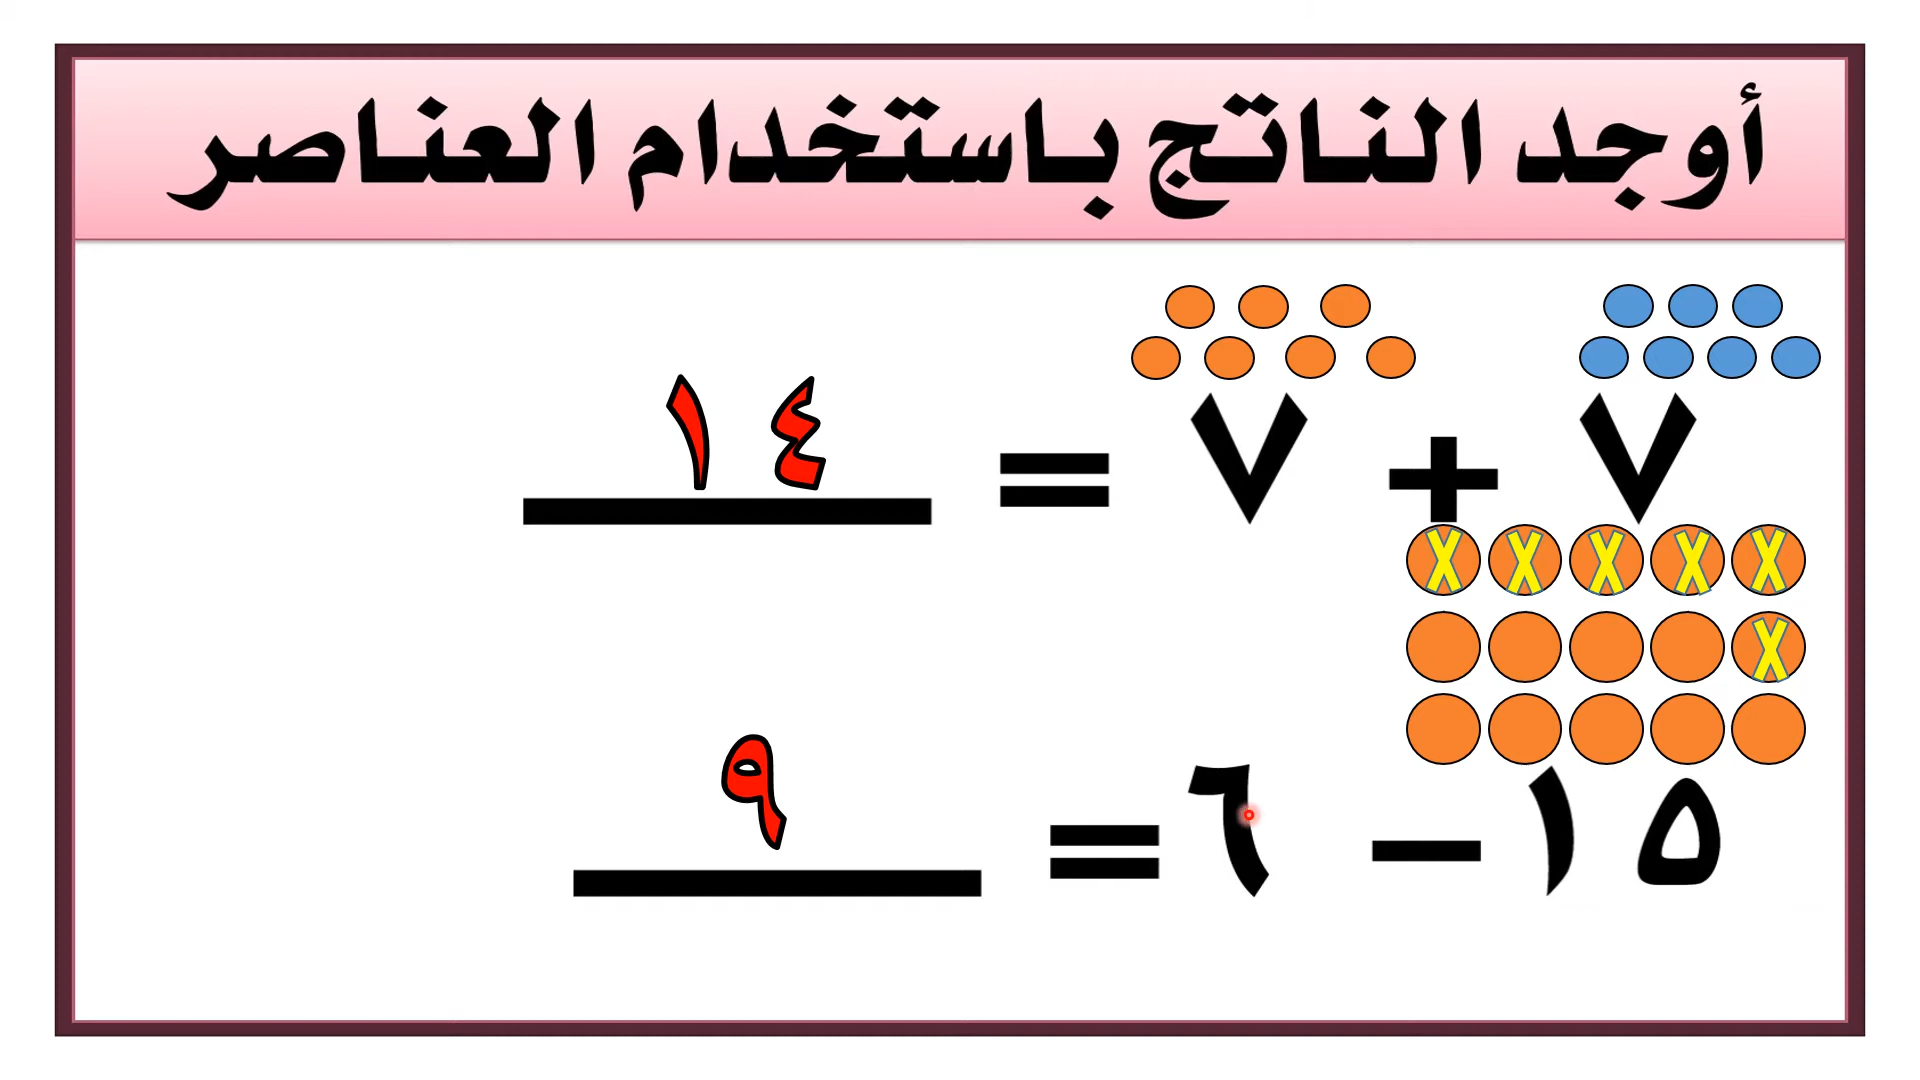 أوجد الناتج باستخدام العناصر
٧ + ٧ = ١٤
١٥ − ٦ = ٩